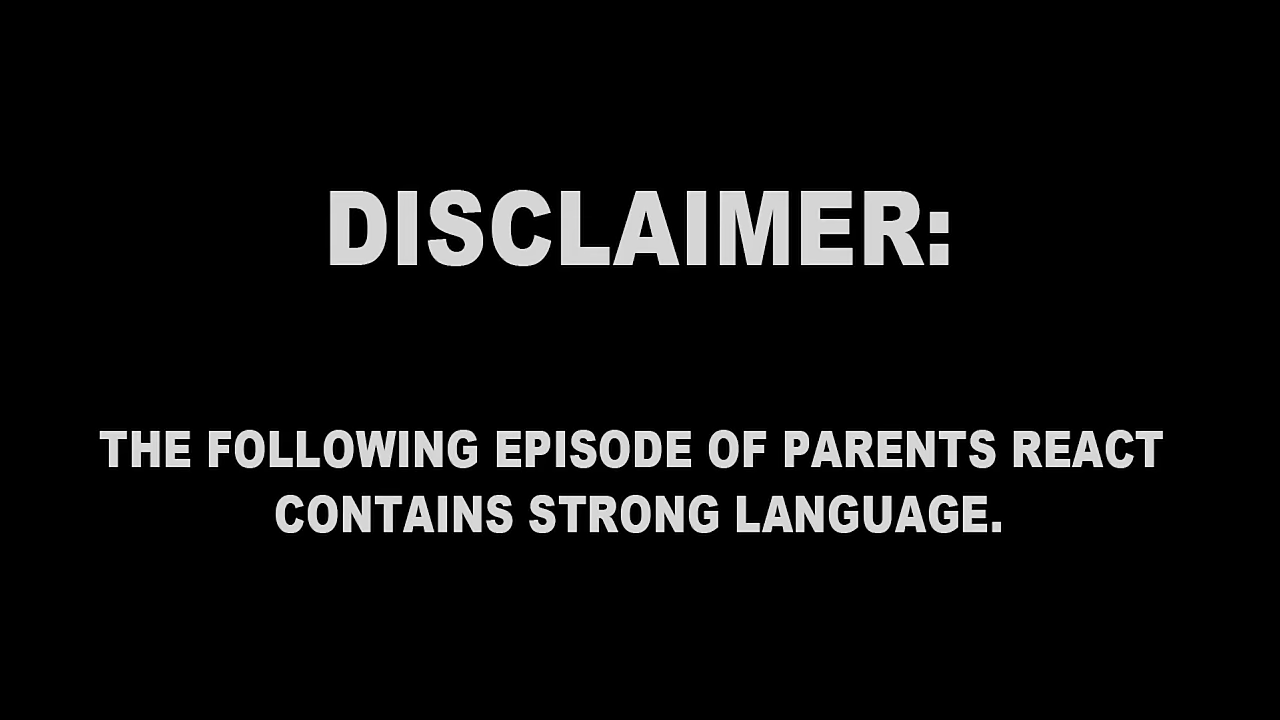 DISCLAIMER:
THE FOLLOWING EPISODE OF PARENTS REACT
CONTAINS STRONG LANGUAGE.